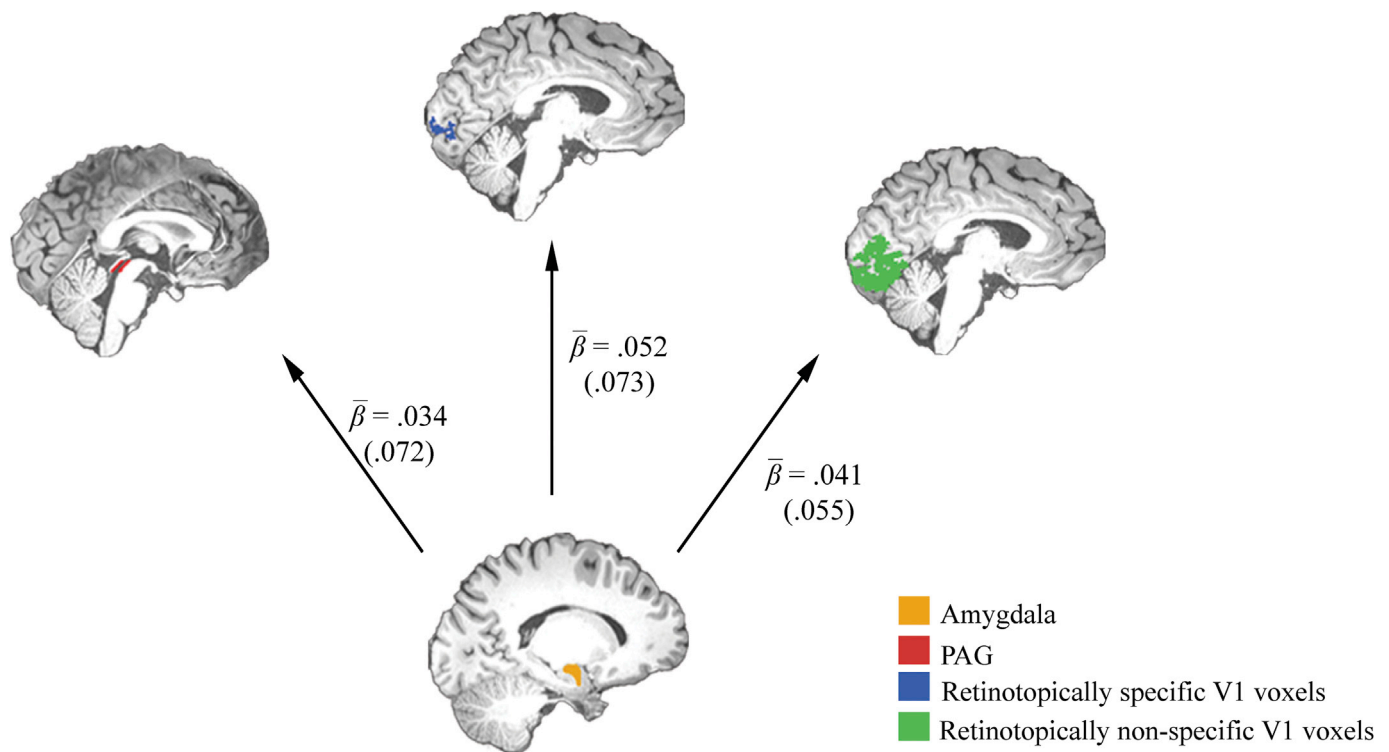 β̅ = .052
(.073)
β̅ = .034
(.072)
β̅ = .041
(.055)
Amygdala
PAG
Retinotopically specific V1 voxels
Retinotopically non-specific V1 voxels